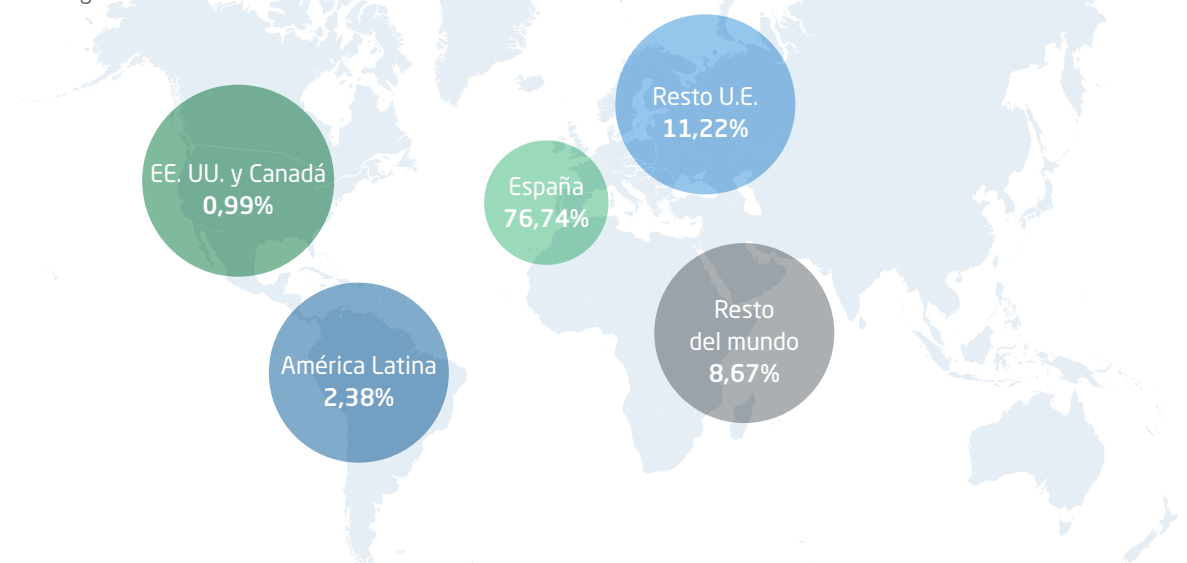 Resto U.E.
11,22%
EE. UU. y Canadá
0,99%
España
76,74%
Resto
del mundo
8,67%
América Latina
2,38%